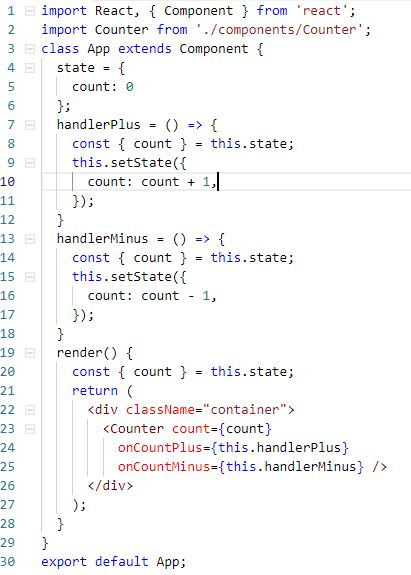 1 import React, { Component } from 'react';
2 import Counter from './components/Counter';
3 class App extends Component {
4   state = {
5     count: 0
6   };
7   handlerPlus = () => {
8     const { count } = this.state;
9     this.setState({
10       count: count + 1,
11     });
12   }
13   handlerMinus = () => {
14     const { count } = this.state;
15     this.setState({
16       count: count - 1,
17     });
18   }
19   render() {
20     const { count } = this.state;
21     return (
22       <div className="container">
23         <Counter count={count}
24           onCountPlus={this.handlerPlus}
25           onCountMinus={this.handlerMinus} />
26       </div>
27     );
28   }
29 }
30 export default App;